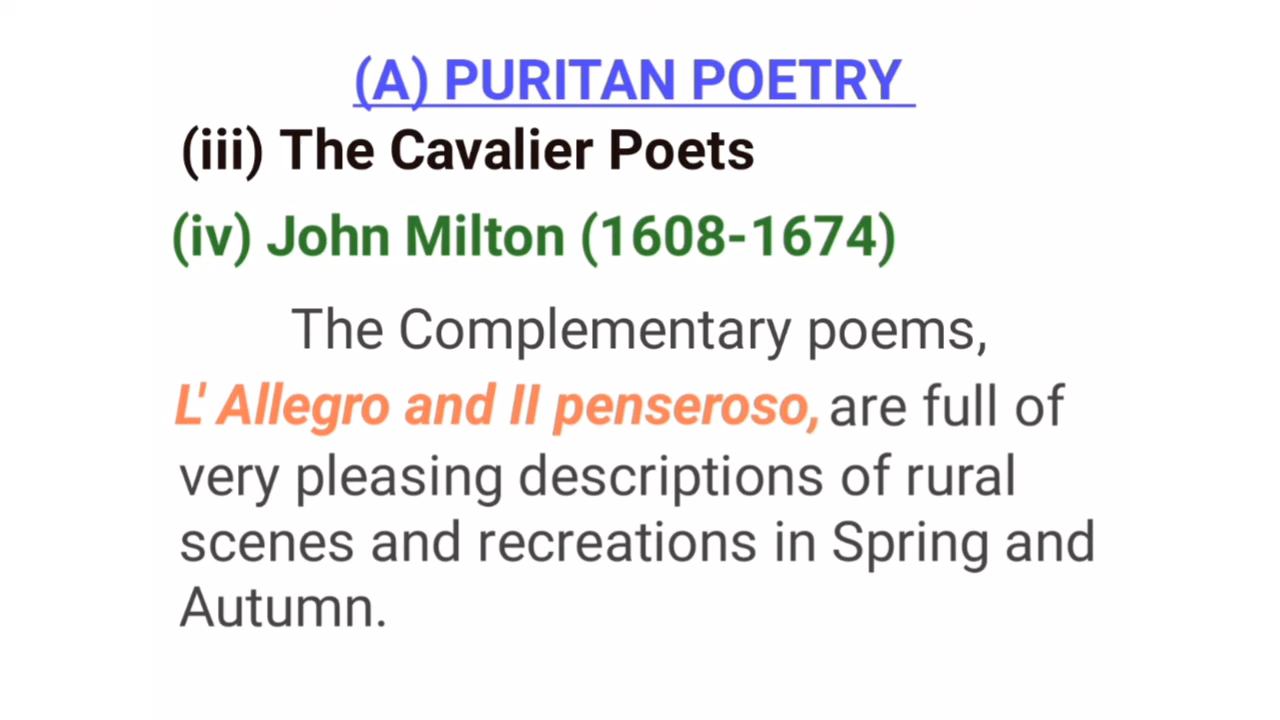 (A) PURITAN POETRY
(iii) The Cavalier Poets
(iv) John Milton (1608-1674)
The Complementary poems,
L' Allegro and II penseroso, are full of
very pleasing descriptions of rural
scenes and recreations in Spring and
Autumn.